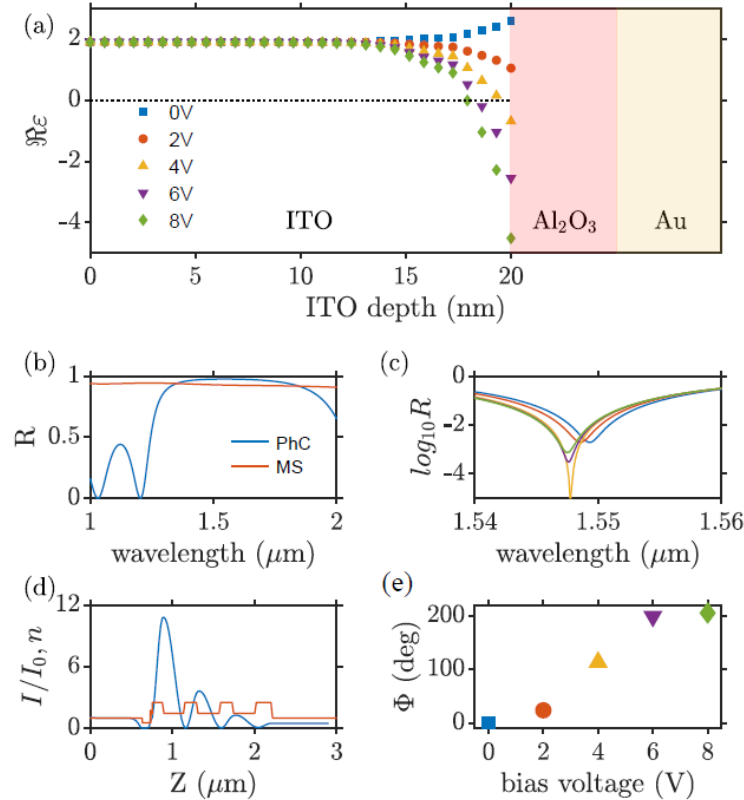 (a)
2
0
-2
-4
ℜε
0V
2V
4V
6V
8V
ITO
Al₂O₃
Au
0
5
10
15
20
ITO depth (nm)
(b)
1
0.5
0
R
PhC
MS
1
1.5
2
wavelength (μm)
(c)
0
-2
-4
log₁₀R
1.54
1.55
1.56
wavelength (μm)
(d)
12
6
0
I/I₀, n
0
1
2
3
Z (μm)
(e)
200
100
0
Φ (deg)
0
2
4
6
8
bias voltage (V)